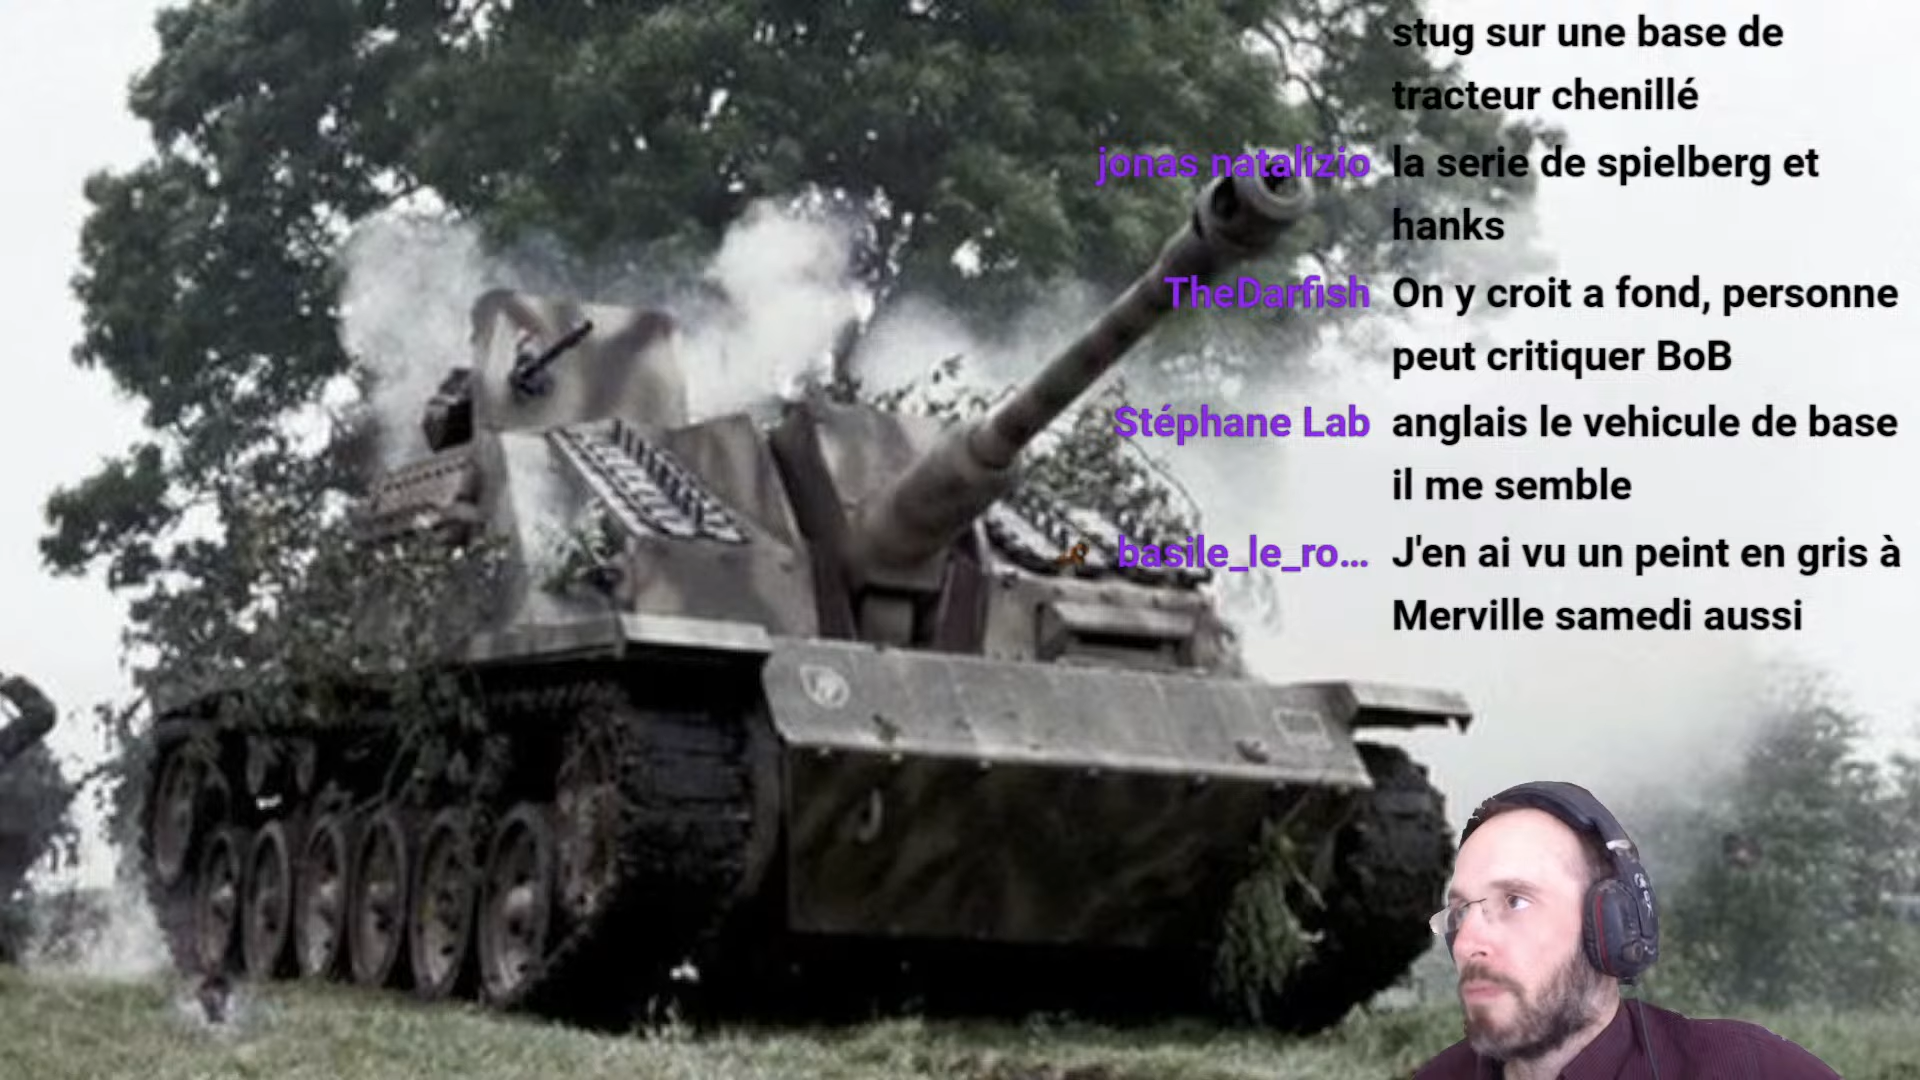 stug sur une base de
tracteur chenillé
jonas natalizio la serie de spielberg et
hanks
TheDarfish On y croit a fond, personne
peut critiquer BoB
Stéphane Lab anglais le vehicule de base
il me semble
basile_le_ro... J'en ai vu un peint en gris à
Merville samedi aussi